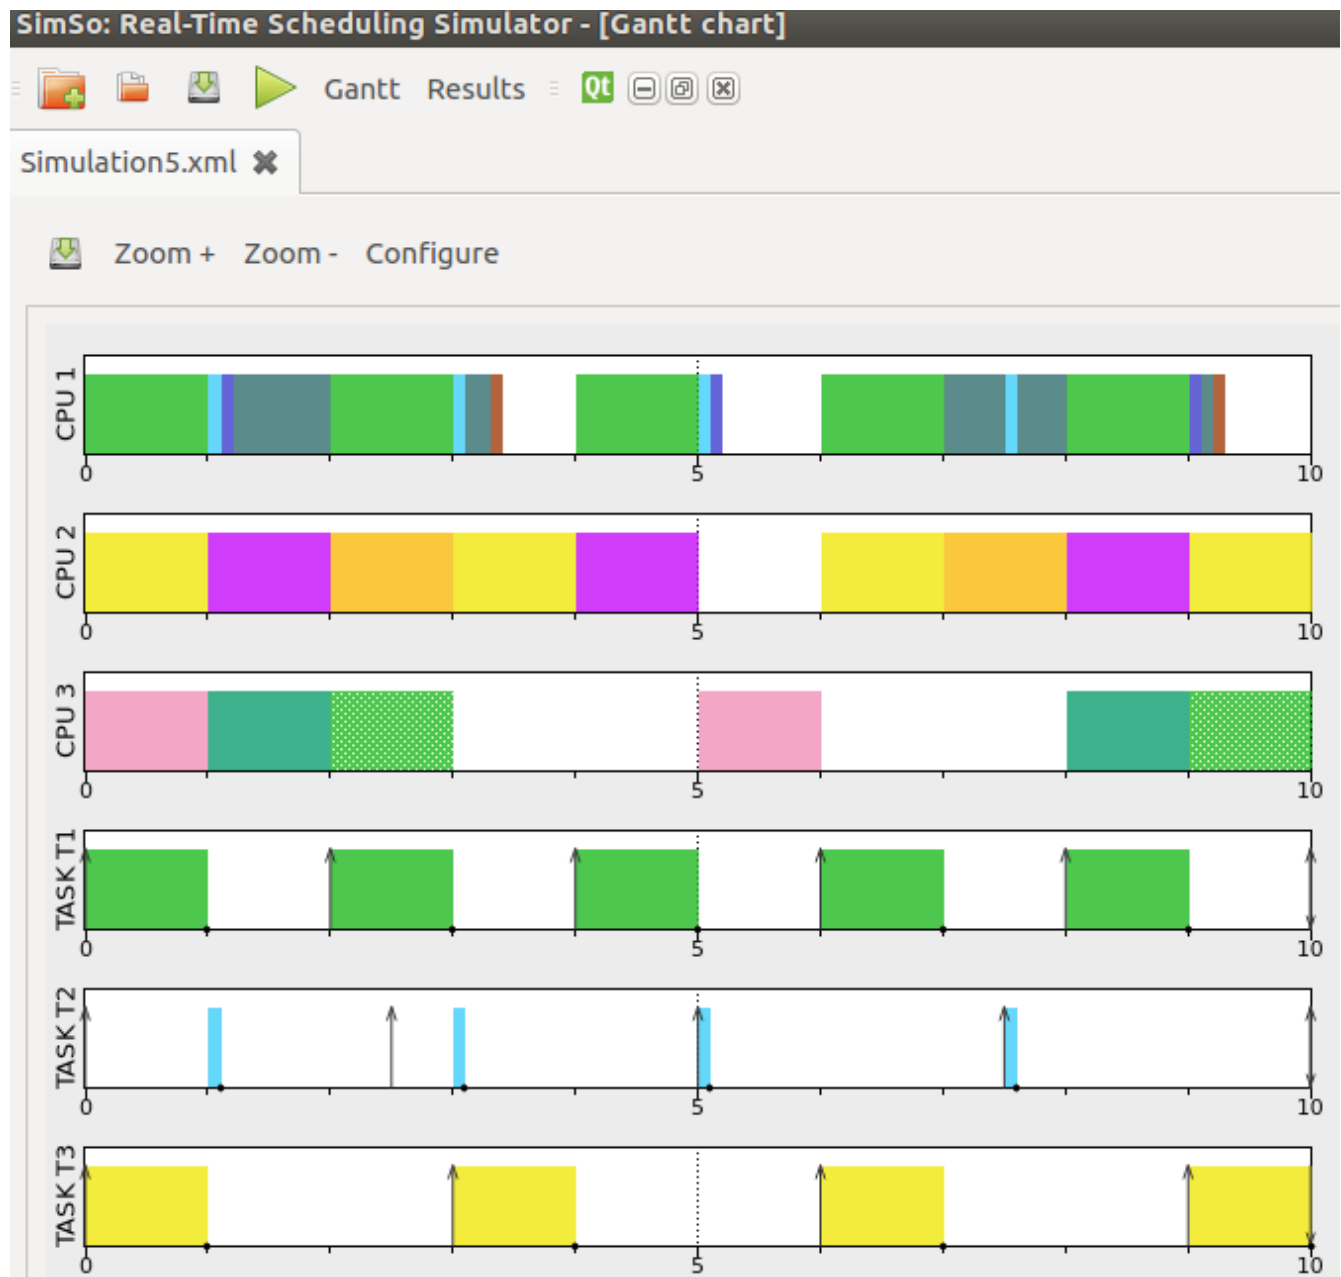 SimSo: Real-Time Scheduling Simulator - [Gantt chart]
Gantt Results Qt
Simulation5.xml
Zoom + Zoom - Configure
CPU 1
0 5 10
CPU 2
0 5 10
CPU 3
0 5 10
TASK T1
0 5 10
TASK T2
0 5 10
TASK T3
0 5 10